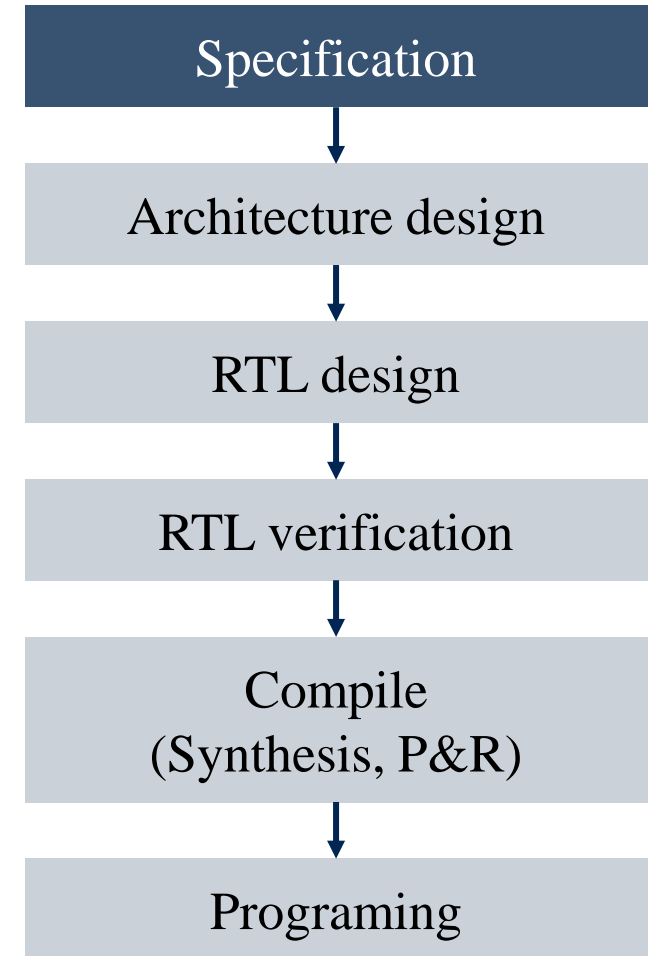 Specification
Architecture design
RTL design
RTL verification
Compile
(Synthesis, P&R)
Programing